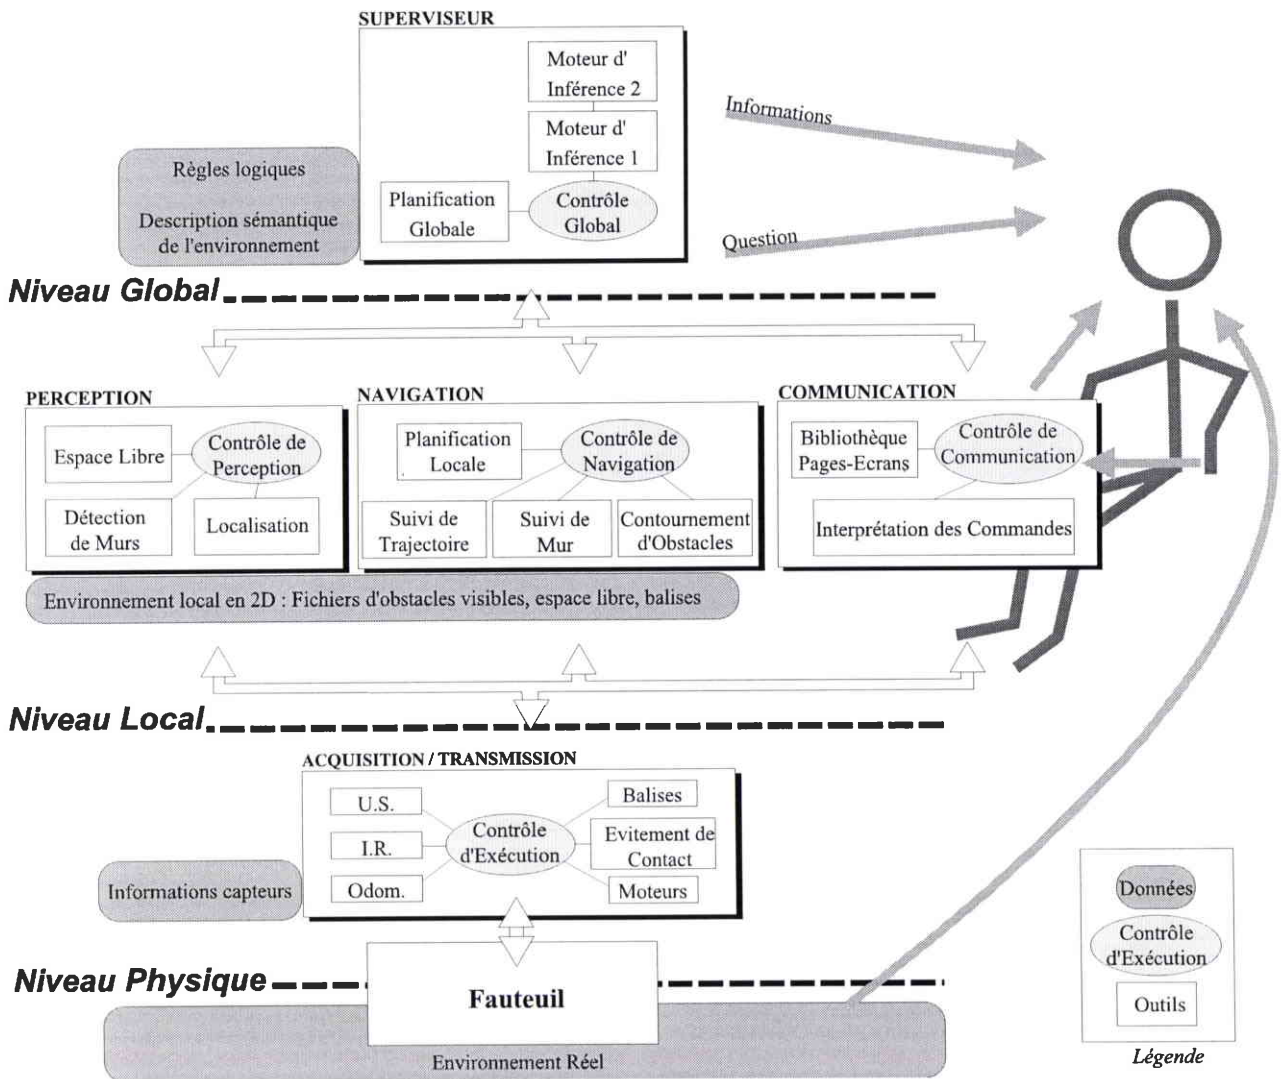 SUPERVISEUR
Moteur d'
Inférence 2
Moteur d'
Inférence 1
Planification
Globale
Contrôle
Global
Règles logiques
Description sémantique
de l'environnement
Informations
Question
Niveau Global
PERCEPTION
Espace Libre
Contrôle de
Perception
Détection
de Murs
Localisation
NAVIGATION
Planification
Locale
Contrôle de
Navigation
Suivi de
Trajectoire
Suivi de
Mur
Contournement
d'Obstacles
COMMUNICATION
Bibliothèque
Pages-Ecrans
Contrôle de
Communication
Interprétation des Commandes
Environnement local en 2D : Fichiers d'obstacles visibles, espace libre, balises
Niveau Local
ACQUISITION / TRANSMISSION
U.S.
I.R.
Odom.
Contrôle
d'Exécution
Balises
Evitement de
Contact
Moteurs
Informations capteurs
Niveau Physique
Fauteuil
Environnement Réel
Données
Contrôle
d'Exécution
Outils
Légende